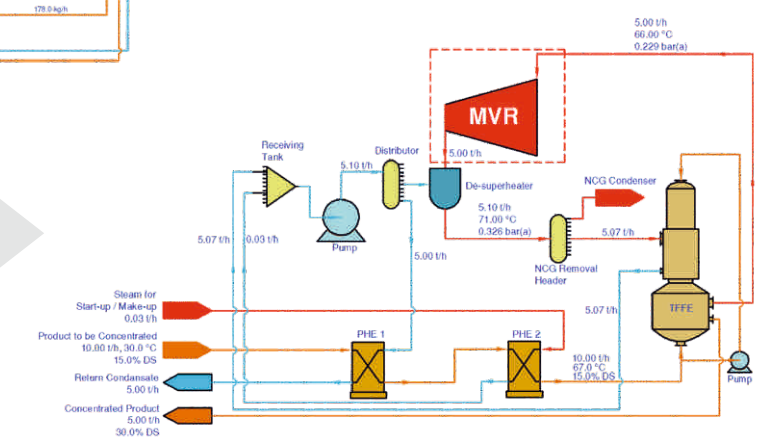 178.0 kg/h
5.00 t/h
66.00 °C
0.229 bar(a)
MVR
Receiving
Tank
Distributor
5.10 t/h
5.00 t/h
De-superheater
NCG Condenser
5.10 t/h
71.00 °C
0.326 bar(a)
5.07 t/h
5.07 t/h
0.03 t/h
Pump
5.00 t/h
NCG Removal
Header
Steam for
Start-up / Make-up
0.03 t/h
5.07 t/h
TFFE
Product to be Concentrated
10.00 t/h, 30.0 °C
15.0% DS
PHE 1
PHE 2
10.00 t/h
67.0 °C
15.0% DS
Pump
Return Condansate
5.00 t/h
Concentrated Product
5.00 t/h
30.0% DS